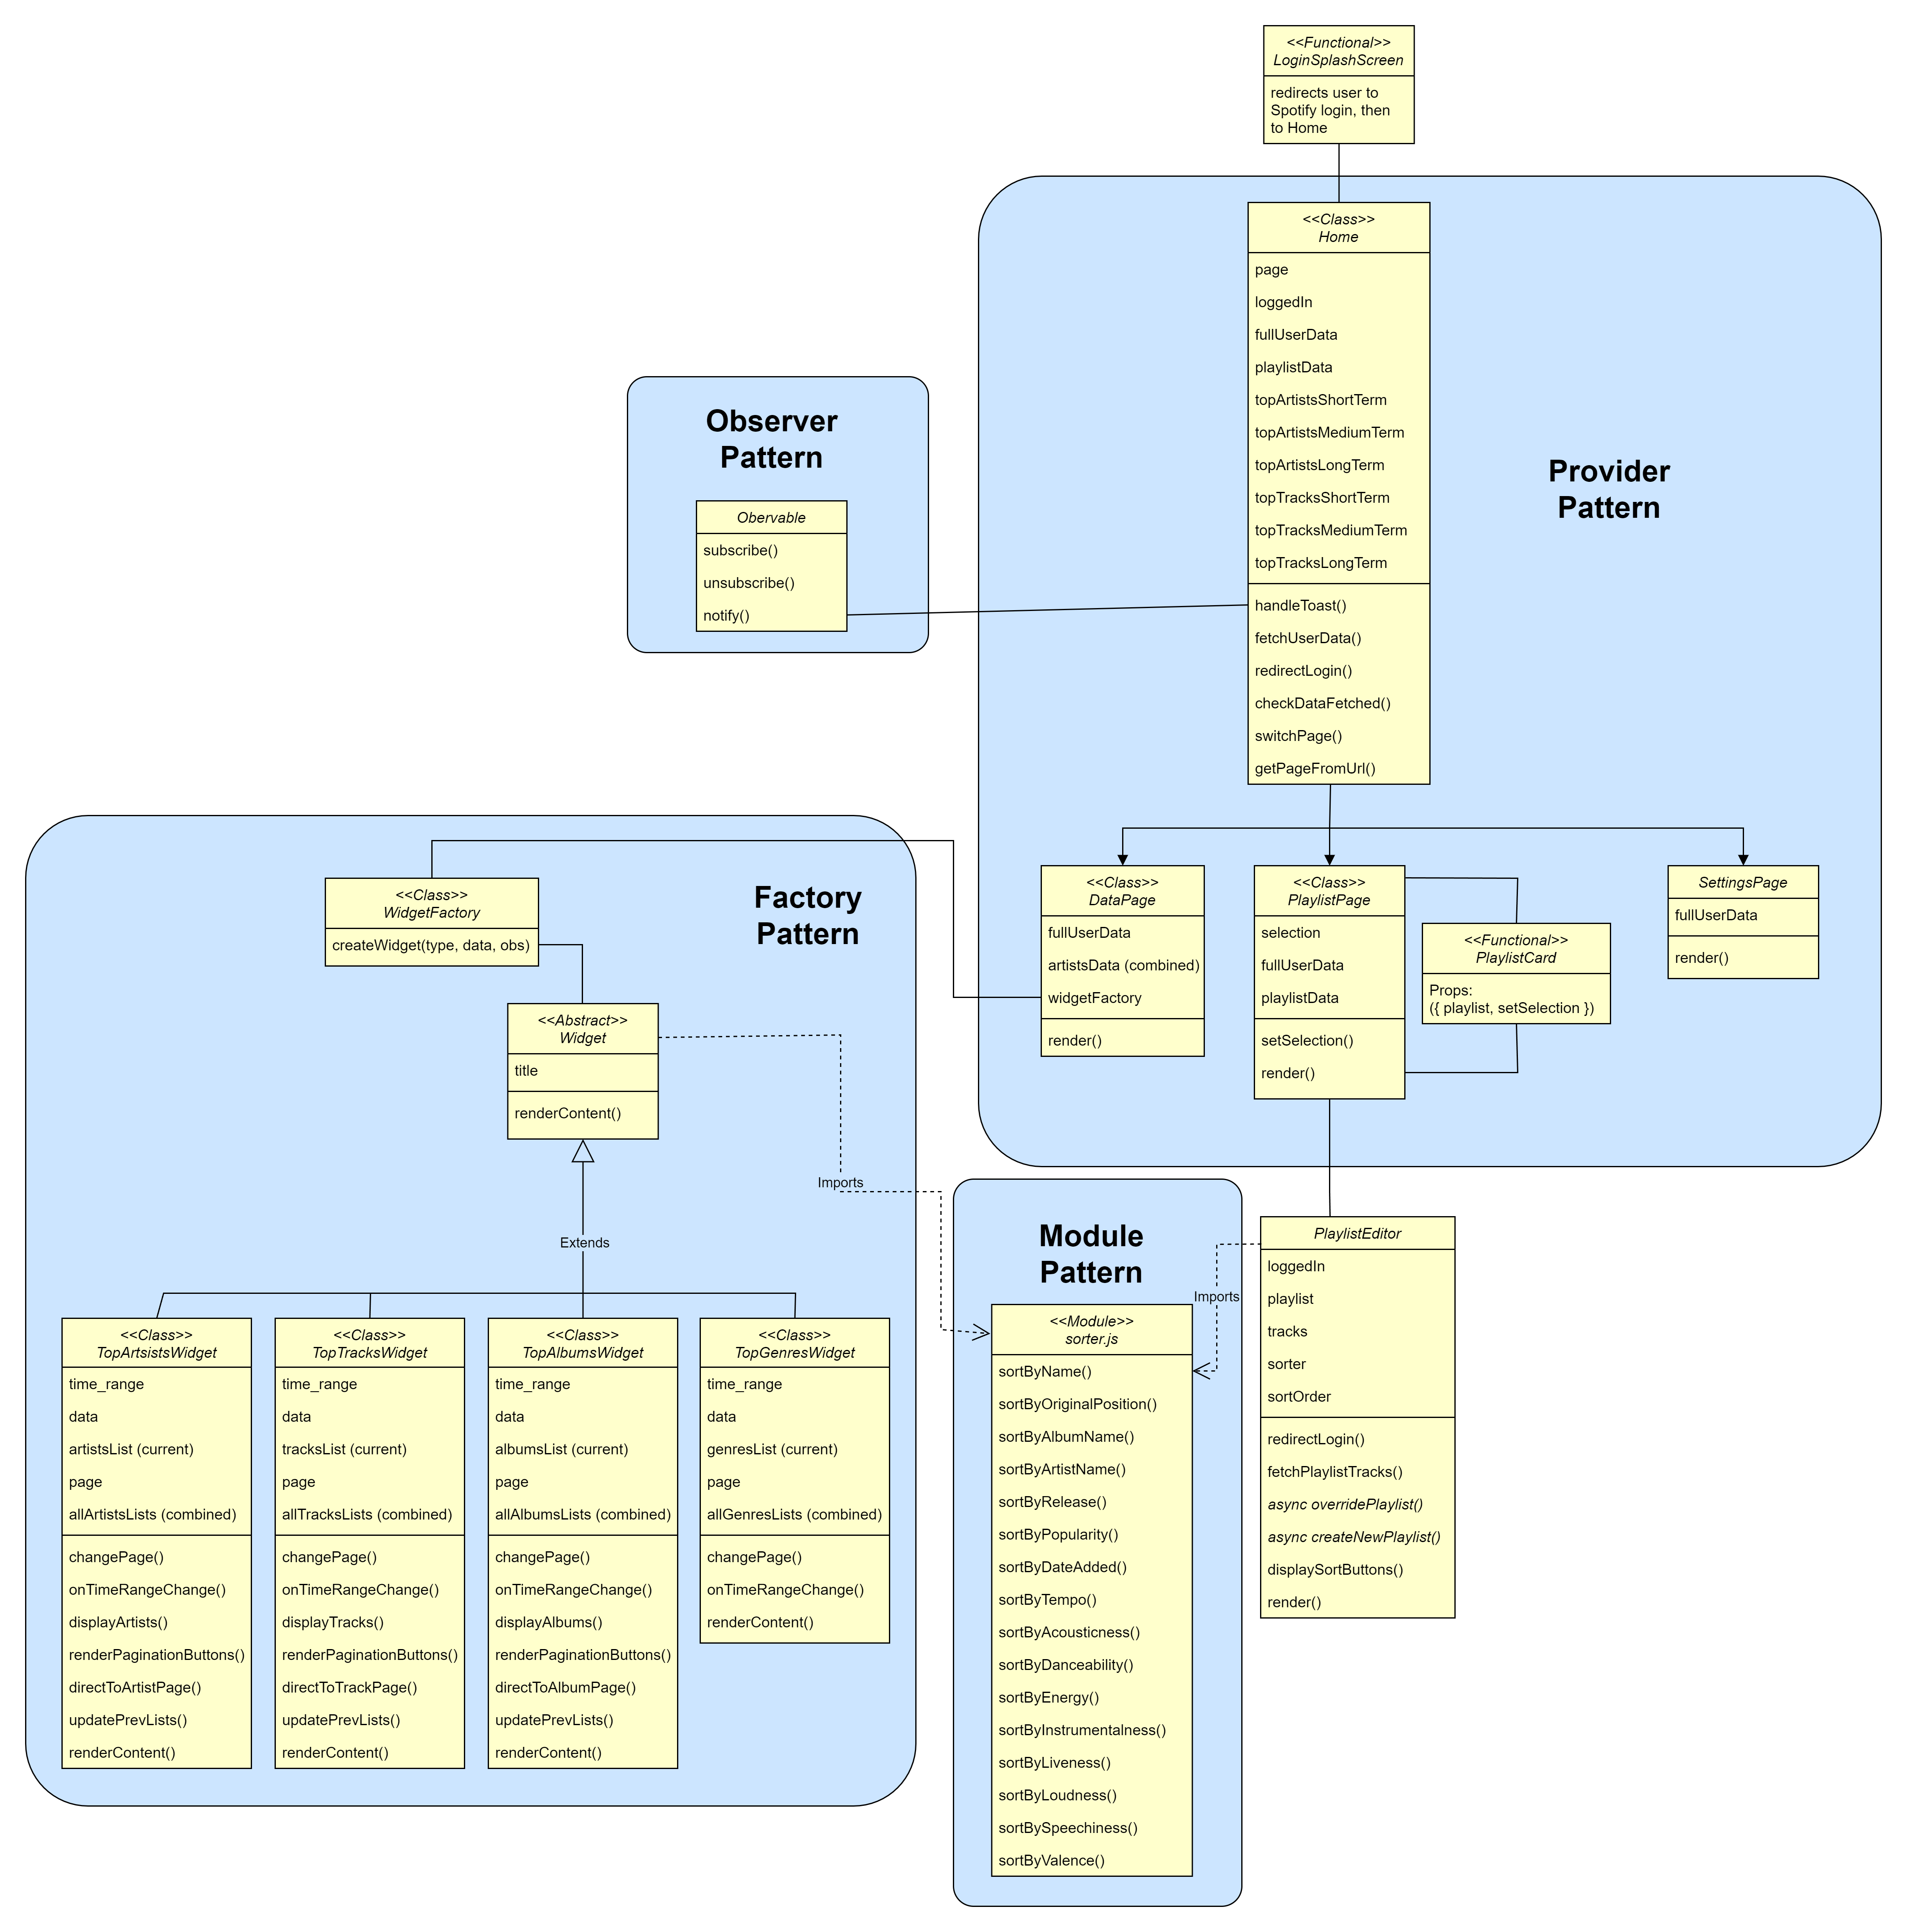 <<Functional>>
LoginSplashScreen
redirects user to
Spotify login, then
to Home
<<Class>>
Home
page
loggedIn
fullUserData
playlistData
topArtistsShortTerm
topArtistsMediumTerm
topArtistsLongTerm
topTracksShortTerm
topTracksMediumTerm
topTracksLongTerm
handleToast()
fetchUserData()
redirectLogin()
checkDataFetched()
switchPage()
getPageFromUrl()
Provider
Pattern
Observer
Pattern
Obervable
subscribe()
unsubscribe()
notify()
<<Class>>
DataPage
fullUserData
artistsData (combined)
widgetFactory
render()
<<Class>>
PlaylistPage
selection
fullUserData
playlistData
setSelection()
render()
<<Functional>>
PlaylistCard
Props:
({ playlist, setSelection })
SettingsPage
fullUserData
render()
Factory
Pattern
<<Class>>
WidgetFactory
createWidget(type, data, obs)
<<Abstract>>
Widget
title
renderContent()
Imports
Extends
<<Class>>
TopArtsistsWidget
time_range
data
artistsList (current)
page
allArtistsLists (combined)
changePage()
onTimeRangeChange()
displayArtists()
renderPaginationButtons()
directToArtistPage()
updatePrevLists()
renderContent()
<<Class>>
TopTracksWidget
time_range
data
tracksList (current)
page
allTracksLists (combined)
changePage()
onTimeRangeChange()
displayTracks()
renderPaginationButtons()
directToTrackPage()
updatePrevLists()
renderContent()
<<Class>>
TopAlbumsWidget
time_range
data
albumsList (current)
page
allAlbumsLists (combined)
changePage()
onTimeRangeChange()
displayAlbums()
renderPaginationButtons()
directToAlbumPage()
updatePrevLists()
renderContent()
<<Class>>
TopGenresWidget
time_range
data
genresList (current)
page
allGenresLists (combined)
changePage()
onTimeRangeChange()
renderContent()
Module
Pattern
<<Module>>
sorter.js
sortByName()
sortByOriginalPosition()
sortByAlbumName()
sortByArtistName()
sortByRelease()
sortByPopularity()
sortByDateAdded()
sortByTempo()
sortByAcousticness()
sortByDanceability()
sortByEnergy()
sortByInstrumentalness()
sortByLiveness()
sortByLoudness()
sortBySpeechiness()
sortByValence()
Imports
PlaylistEditor
loggedIn
playlist
tracks
sorter
sortOrder
redirectLogin()
fetchPlaylistTracks()
async overridePlaylist()
async createNewPlaylist()
displaySortButtons()
render()